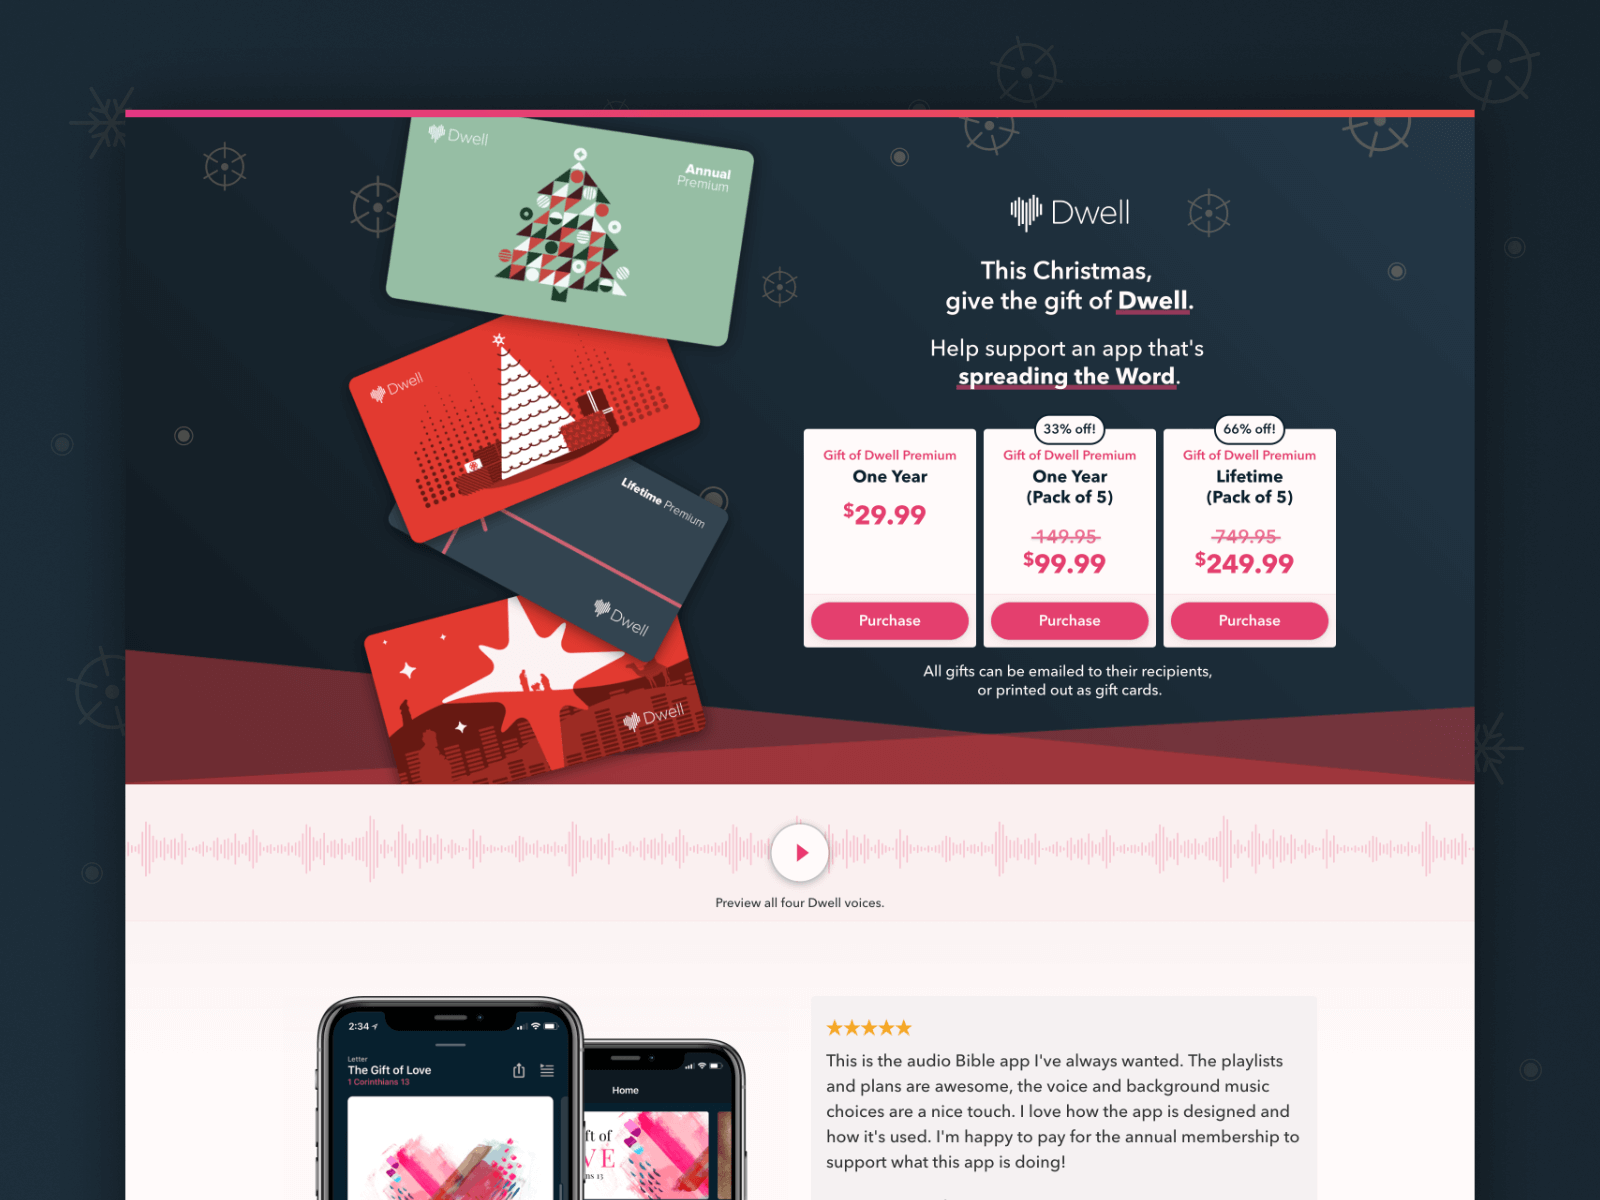 Dwell
Annual
Premium
Dwell
Lifetime Premium
Dwell
Dwell
Dwell
This Christmas,
give the gift of Dwell.
Help support an app that's
spreading the Word.
33% off!
66% off!
Gift of Dwell Premium
One Year
$29.99
Purchase
Gift of Dwell Premium
One Year
(Pack of 5)
149.95
$99.99
Purchase
Gift of Dwell Premium
Lifetime
(Pack of 5)
749.95
$249.99
Purchase
All gifts can be emailed to their recipients,
or printed out as gift cards.
Preview all four Dwell voices.
2:34
Letter
The Gift of Love
1 Corinthians 13
Home
ft of
VE
ns 13
This is the audio Bible app I've always wanted. The playlists
and plans are awesome, the voice and background music
choices are a nice touch. I love how the app is designed and
how it's used. I'm happy to pay for the annual membership to
support what this app is doing!